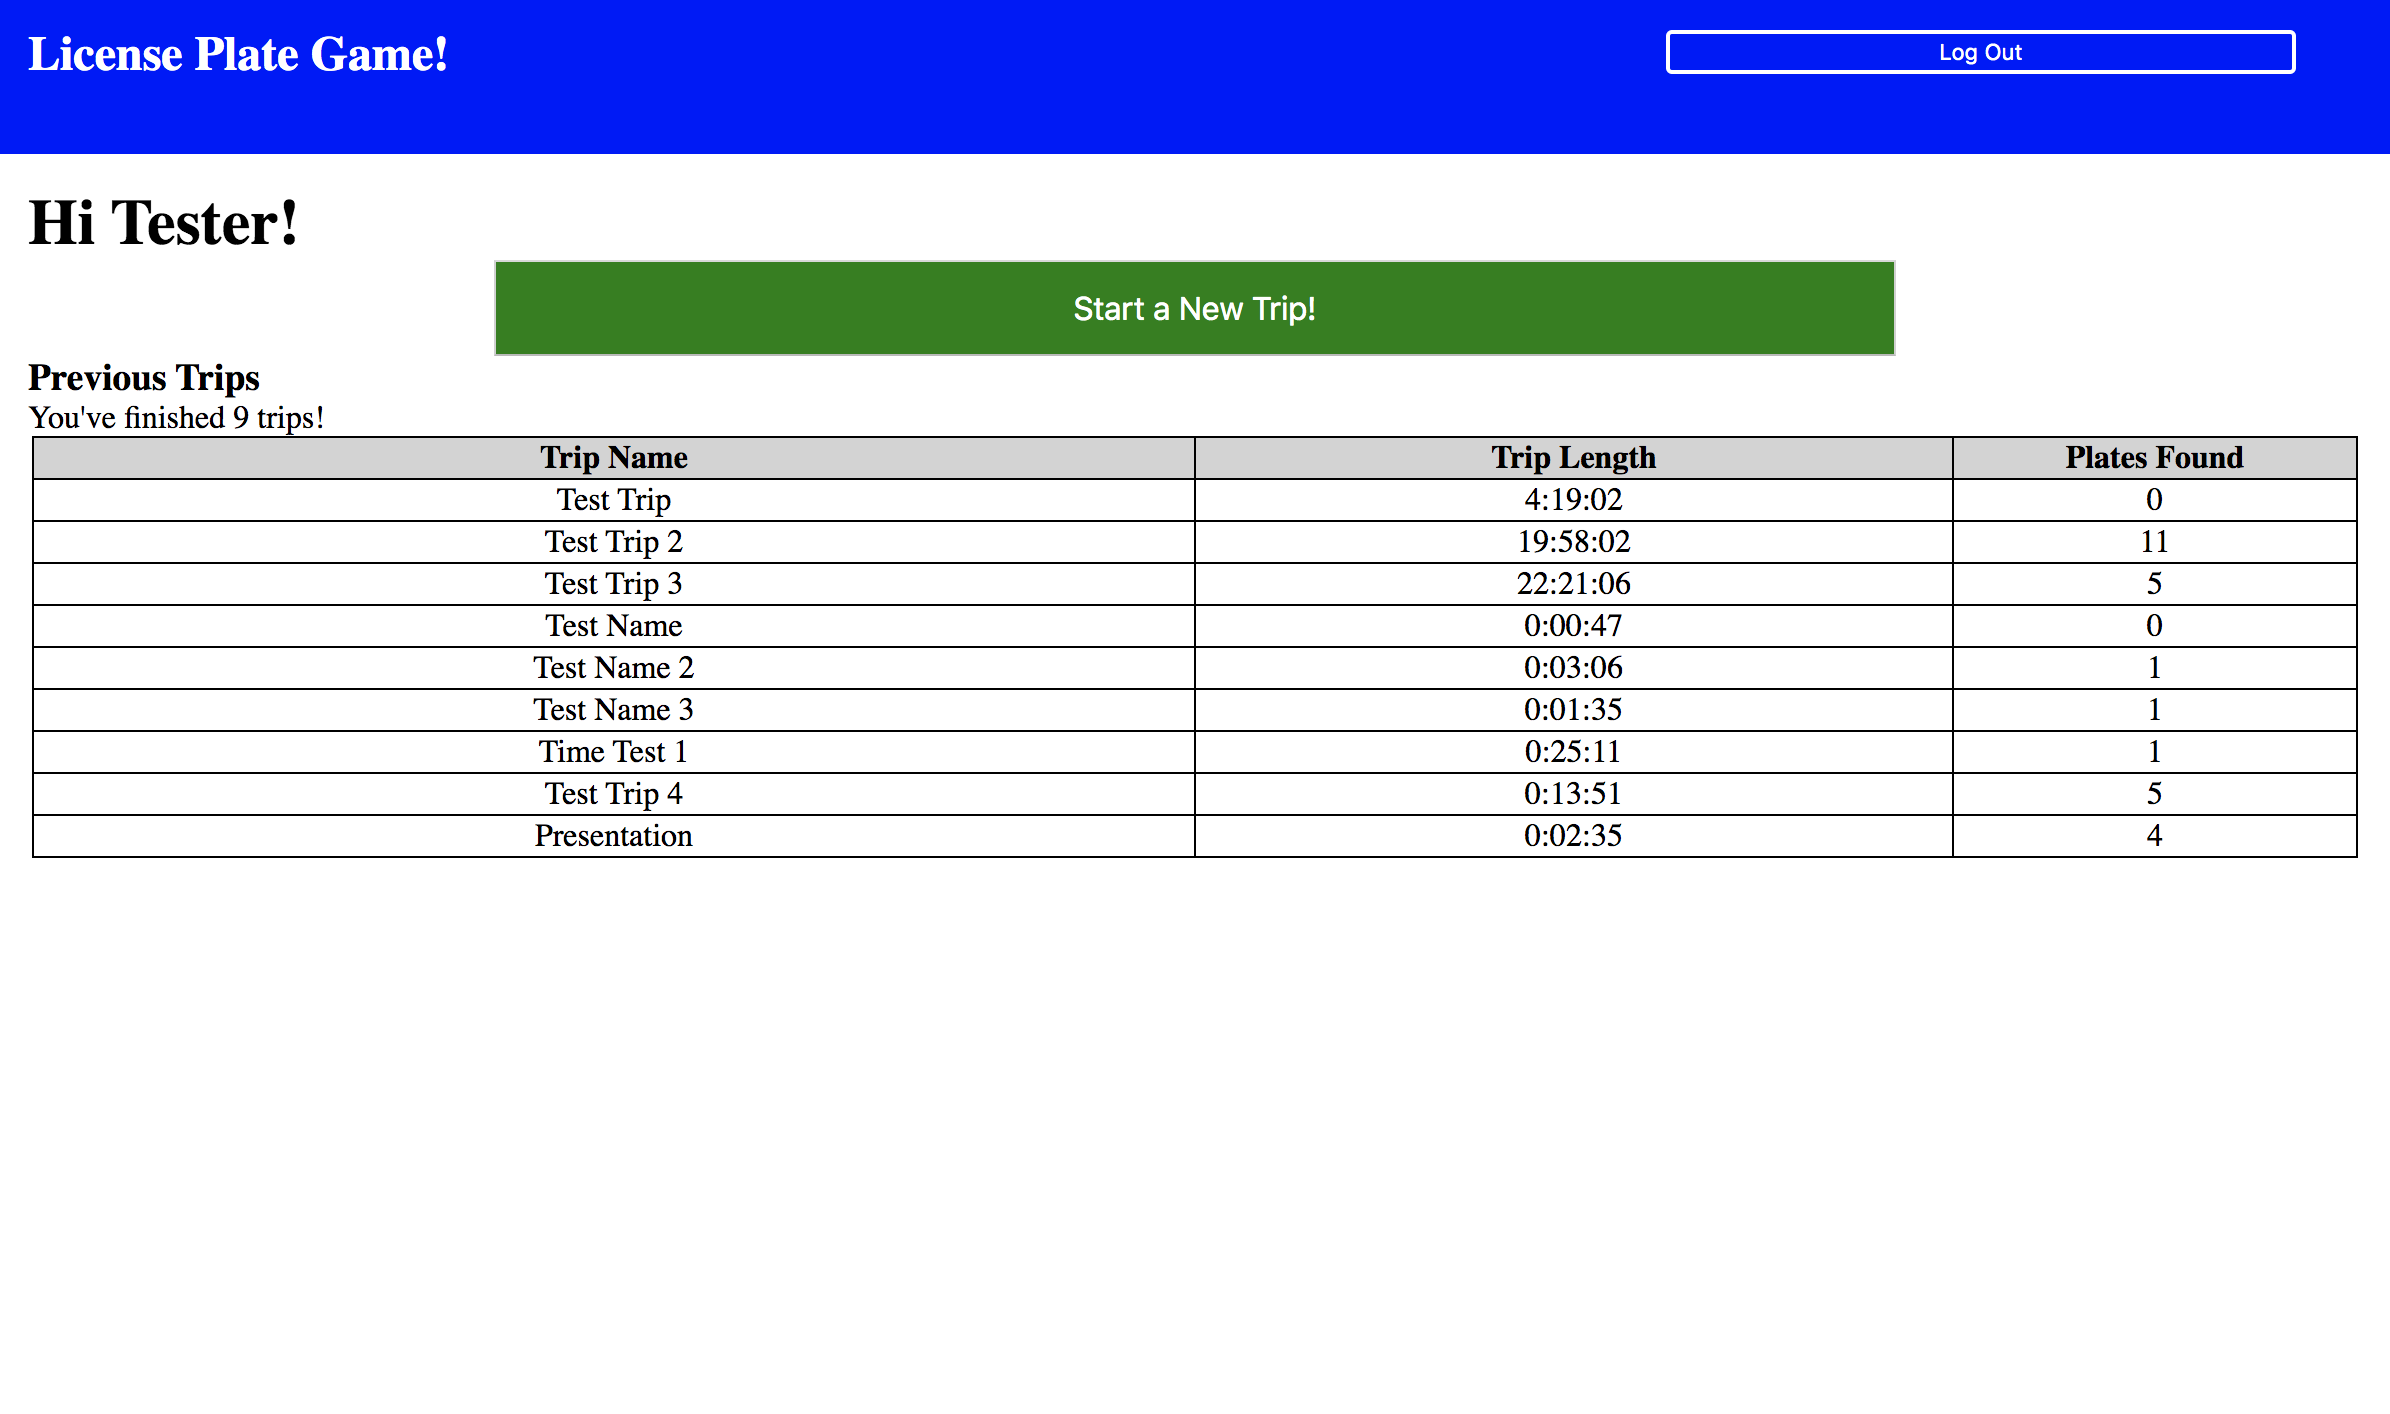 License Plate Game!
Log Out
Hi Tester!
Start a New Trip!
Previous Trips
You've finished 9 trips!
Trip Name Trip Length Plates Found
Test Trip 4:19:02 0
Test Trip 2 19:58:02 11
Test Trip 3 22:21:06 5
Test Name 0:00:47 0
Test Name 2 0:03:06 1
Test Name 3 0:01:35 1
Time Test 1 0:25:11 1
Test Trip 4 0:13:51 5
Presentation 0:02:35 4